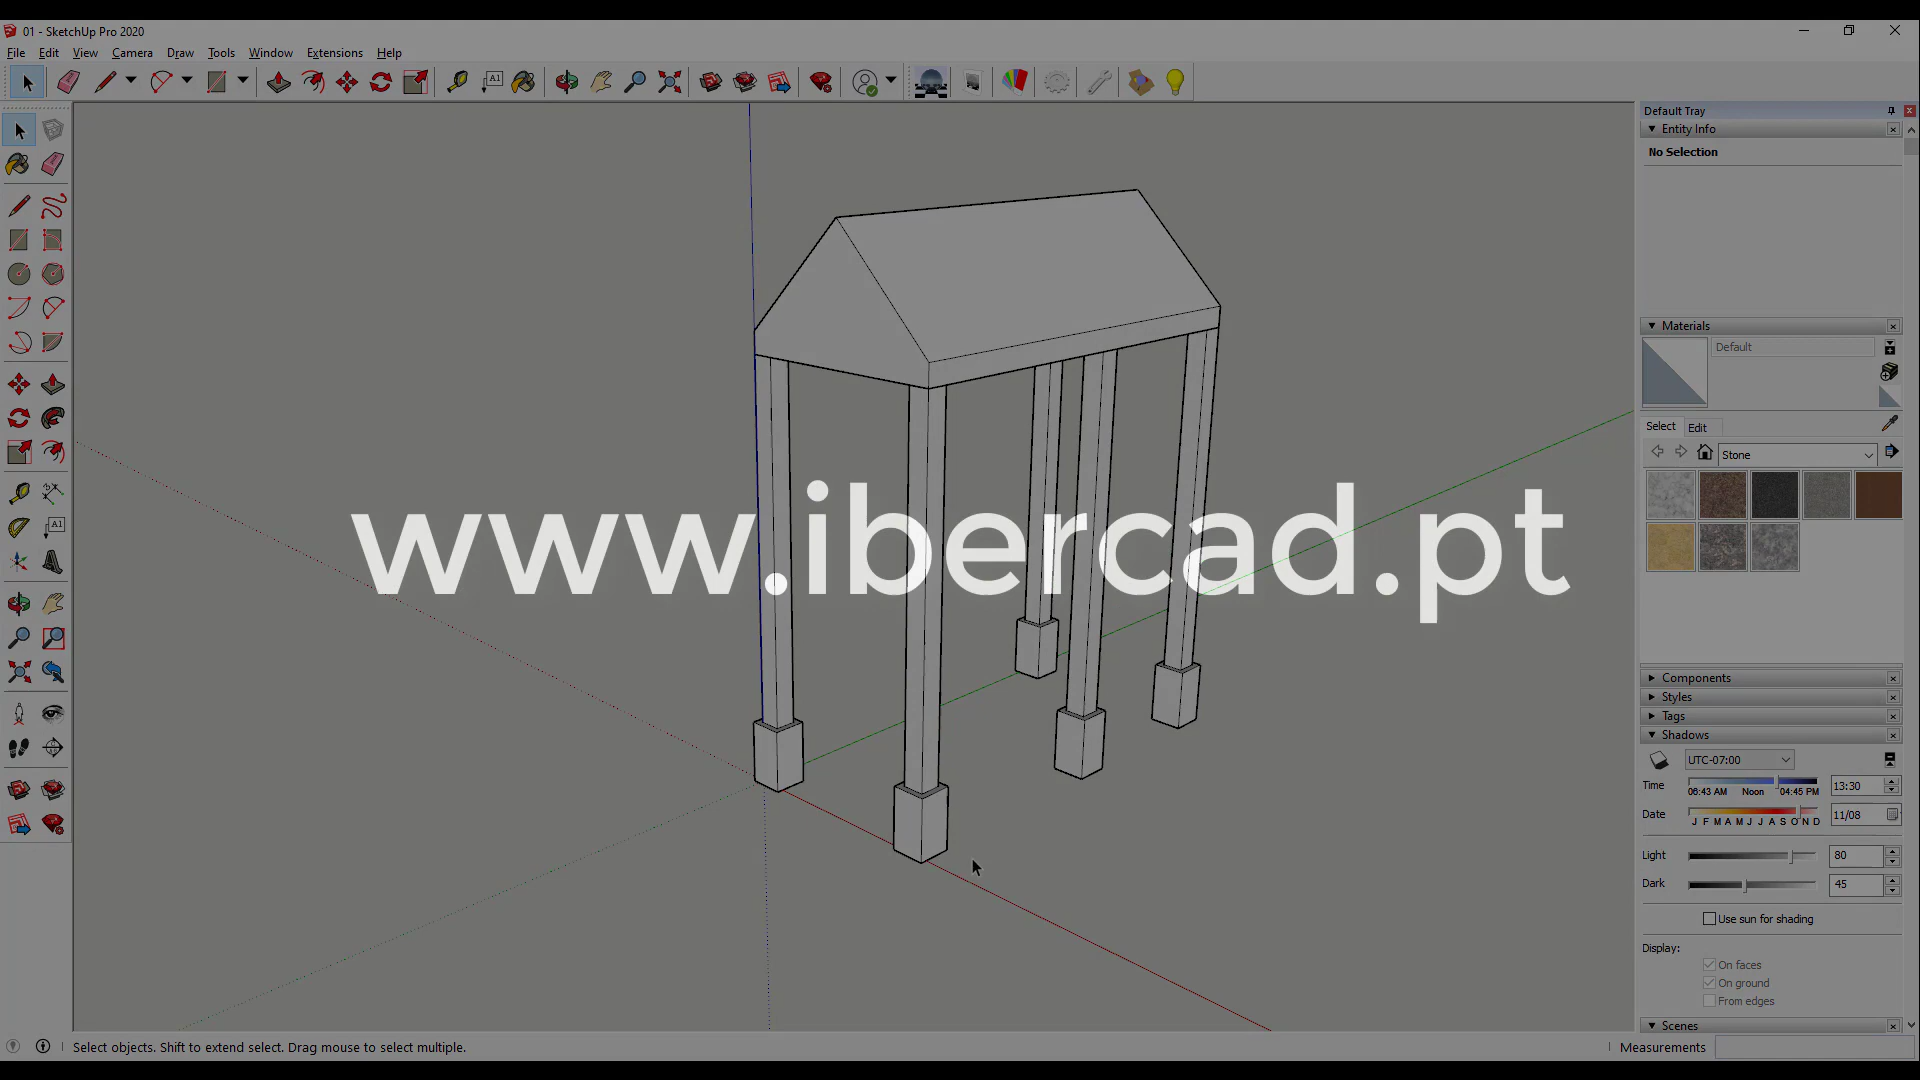 01 - SketchUp Pro 2020
File Edit View Camera Draw Tools Window Extensions Help
A1
Default Tray
Entity Info
No Selection
Materials
Default
Select Edit
Stone
A1
www.ibercad.pt
Components
Styles
Tags
Shadows
UTC-07:00
Time 06:43 AM Noon 04:45 PM 13:30
Date J F M A M J J A S O N D 11/08
Light 80
Dark 45
Use sun for shading
Display:
On faces
On ground
From edges
Scenes
Select objects. Shift to extend select. Drag mouse to select multiple.
Measurements